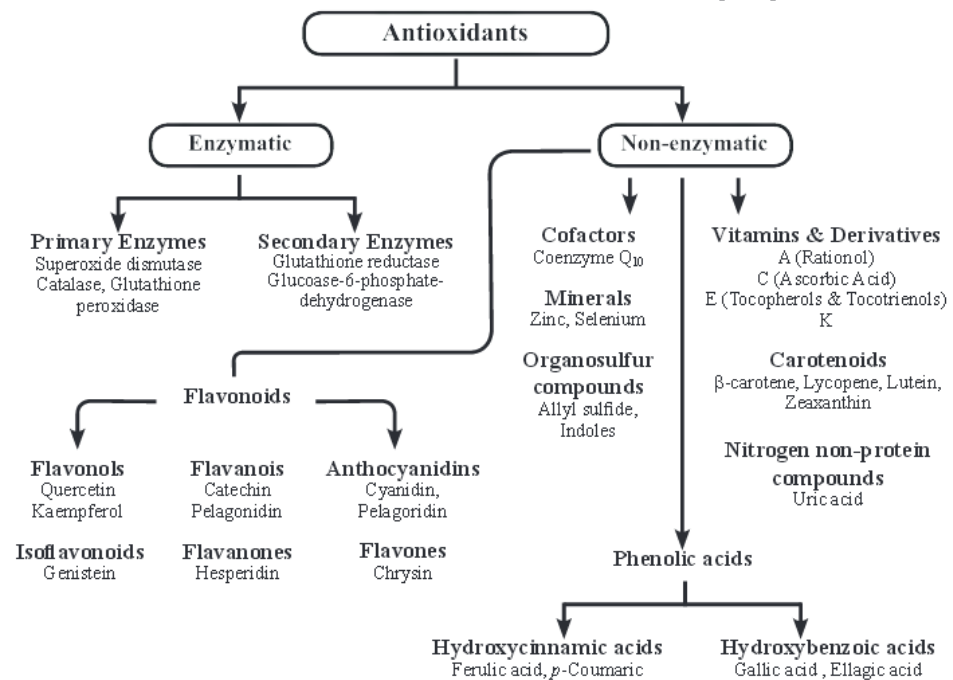 Antioxidants
Enzymatic
Non-enzymatic
Primary Enzymes
Superoxide dismutase
Catalase, Glutathione
peroxidase
Secondary Enzymes
Glutathione reductase
Glucoase-6-phosphate-
dehydrogenase
Cofactors
Coenzyme Q₁₀
Minerals
Zinc, Selenium
Organosulfur
compounds
Allyl sulfide,
Indoles
Vitamins & Derivatives
A (Rationol)
C (Ascorbic Acid)
E (Tocopherols & Tocotrienols)
K
Carotenoids
β-carotene, Lycopene, Lutein,
Zeaxanthin
Nitrogen non-protein
compounds
Uric acid
Flavonoids
Flavonols
Quercetin
Kaempferol
Flavanois
Catechin
Pelagonidin
Anthocyanidins
Cyanidin,
Pelagoridin
Isoflavonoids
Genistein
Flavanones
Hesperidin
Flavones
Chrysin
Phenolic acids
Hydroxycinnamic acids
Ferulic acid, p-Coumaric
Hydroxybenzoic acids
Gallic acid , Ellagic acid